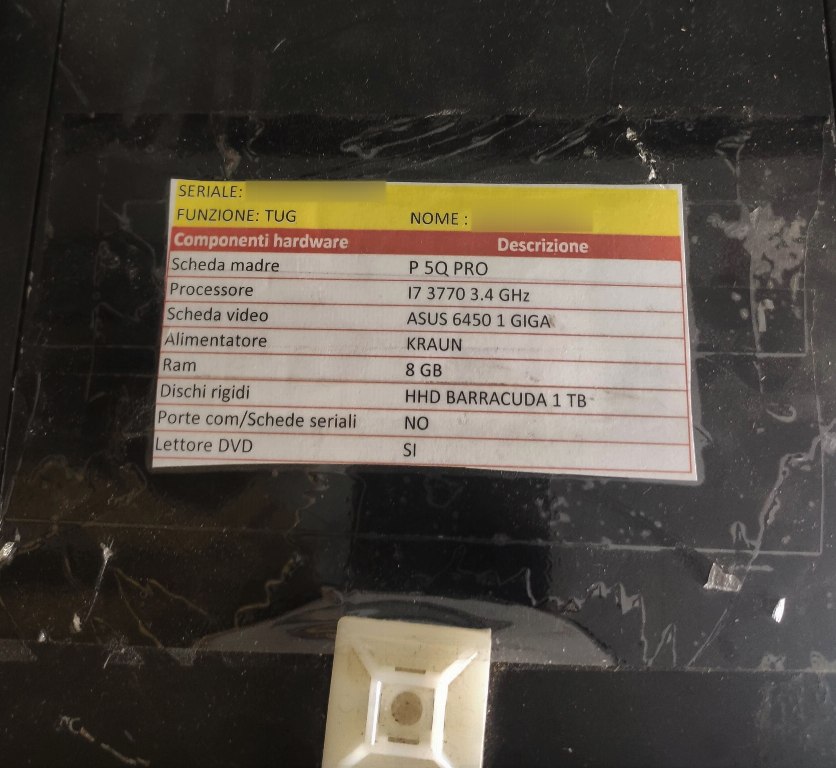 SERIALE:
FUNZIONE: TUG NOME :
Componenti hardware Descrizione
Scheda madre P 5Q PRO
Processore I7 3770 3.4 GHz
Scheda video ASUS 6450 1 GIGA
Alimentatore KRAUN
Ram 8 GB
Dischi rigidi HHD BARRACUDA 1 TB
Porte com/Schede seriali NO
Lettore DVD SI